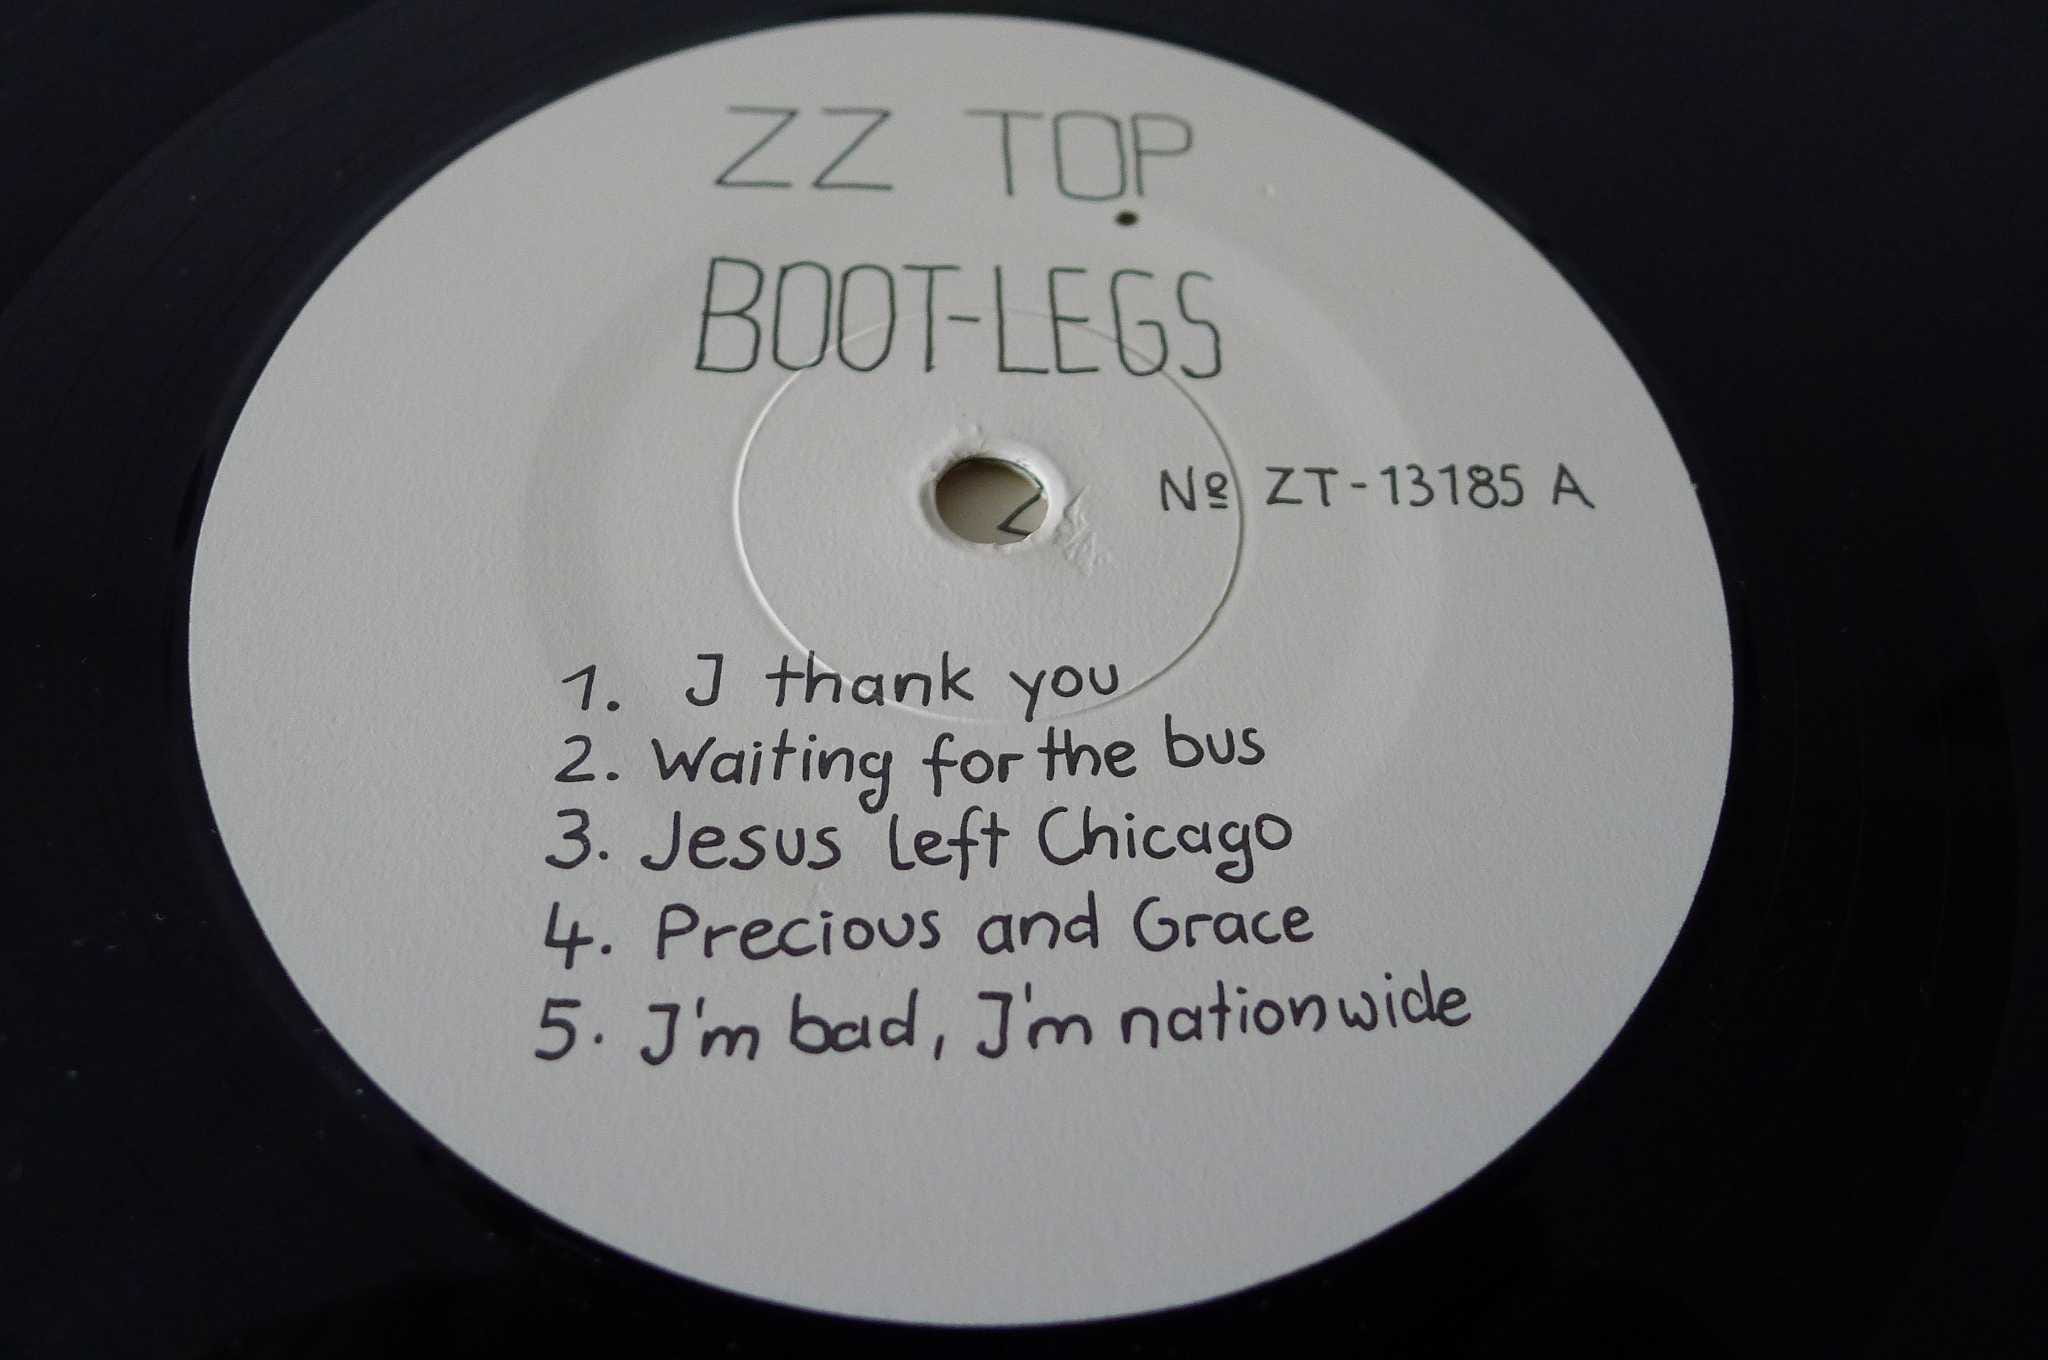 ZZ TOP
BOOT-LEGS
Nº ZT-13185 A
1. I thank you
2. Waiting for the bus
3. Jesus left Chicago
4. Precious and Grace
5. I'm bad, I'm nationwide